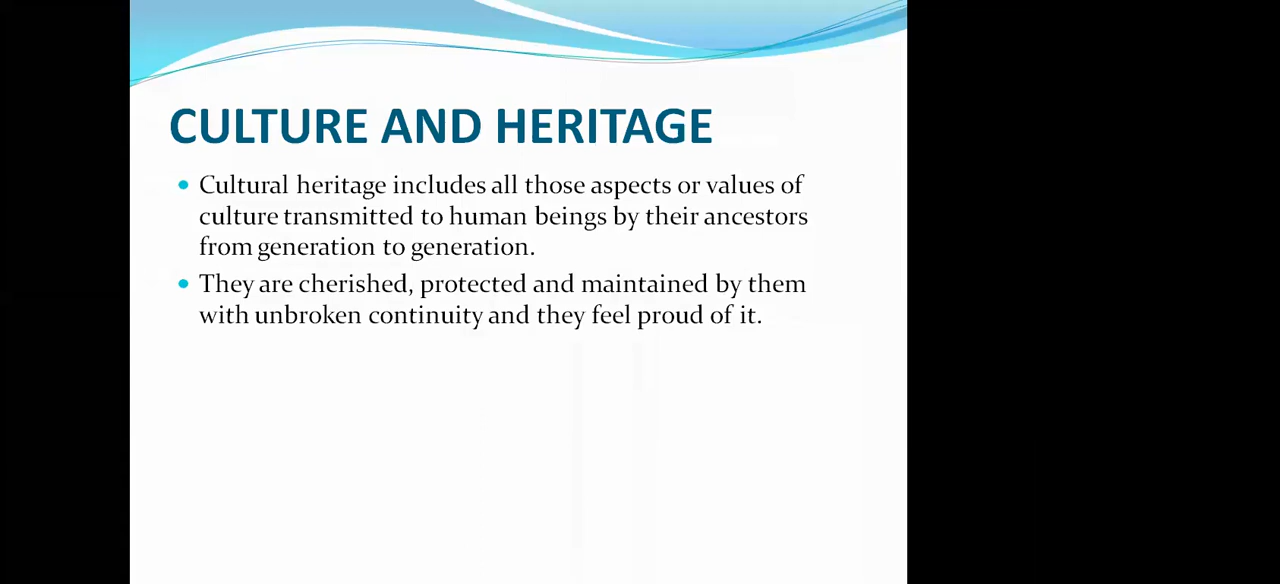 CULTURE AND HERITAGE
Cultural heritage includes all those aspects or values of
culture transmitted to human beings by their ancestors
from generation to generation.
They are cherished, protected and maintained by them
with unbroken continuity and they feel proud of it.